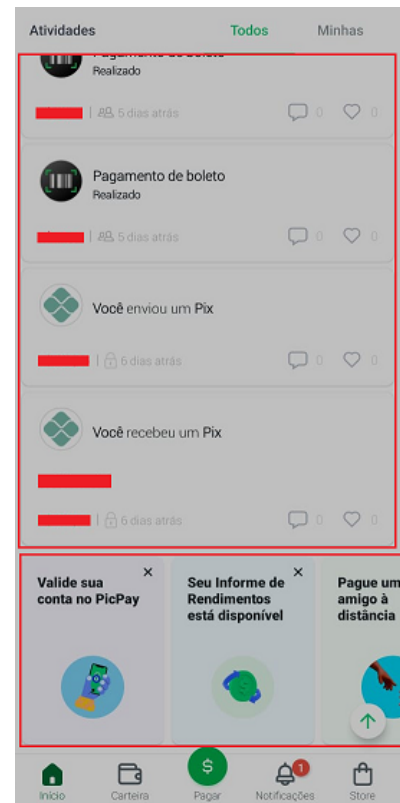 Atividades Todos Minhas
Realizado
5 dias atrás 0 0
Pagamento de boleto
Realizado
5 dias atrás 0 0
Você enviou um Pix
6 dias atrás 0 0
Você recebeu um Pix
6 dias atrás 0 0
Valide sua
conta no PicPay
Seu Informe de
Rendimentos
está disponível
Pague um
amigo à
distância
1
Início Carteira Pagar Notificações Store